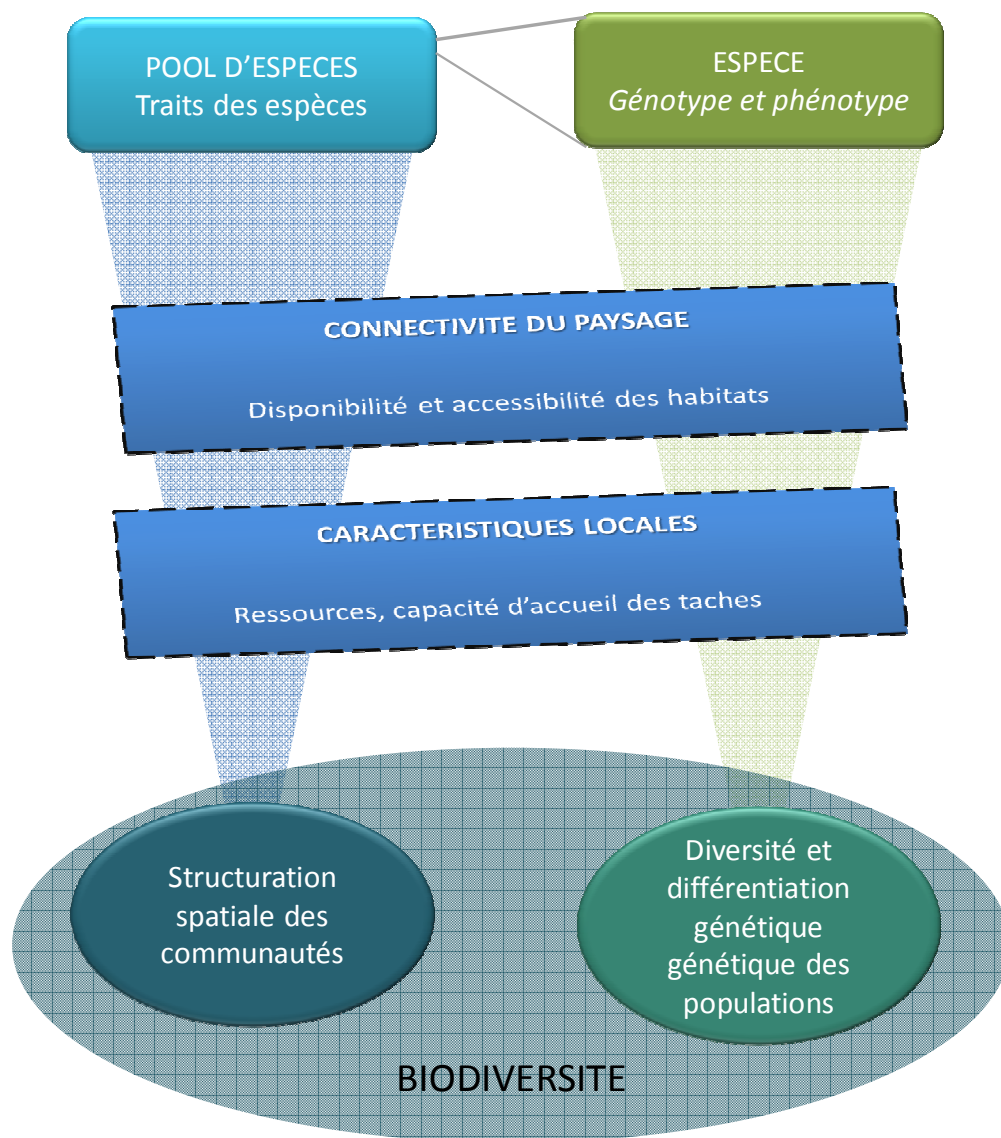 POOL D’ESPECES
Traits des espèces
ESPECE
Génotype et phénotype
CONNECTIVITE DU PAYSAGE
Disponibilité et accessibilité des habitats
CARACTERISTIQUES LOCALES
Ressources, capacité d’accueil des taches
Structuration
spatiale des
communautés
Diversité et
différentiation
génétique
génétique des
populations
BIODIVERSITE